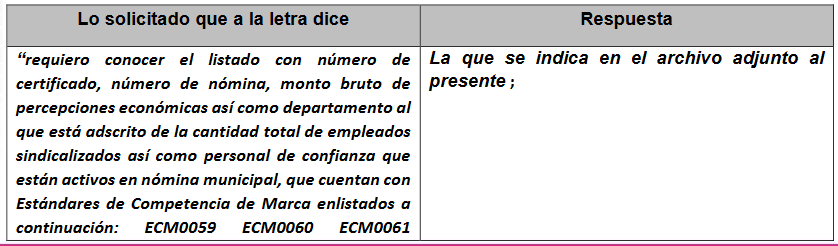 Lo solicitado que a la letra dice
Respuesta
“requiero conocer el listado con número de
certificado, número de nómina, monto bruto de
percepciones económicas así como departamento al
que está adscrito de la cantidad total de empleados
sindicalizados así como personal de confianza que
están activos en nómina municipal, que cuentan con
Estándares de Competencia de Marca enlistados a
continuación: ECM0059 ECM0060 ECM0061
La que se indica en el archivo adjunto al
presente ;